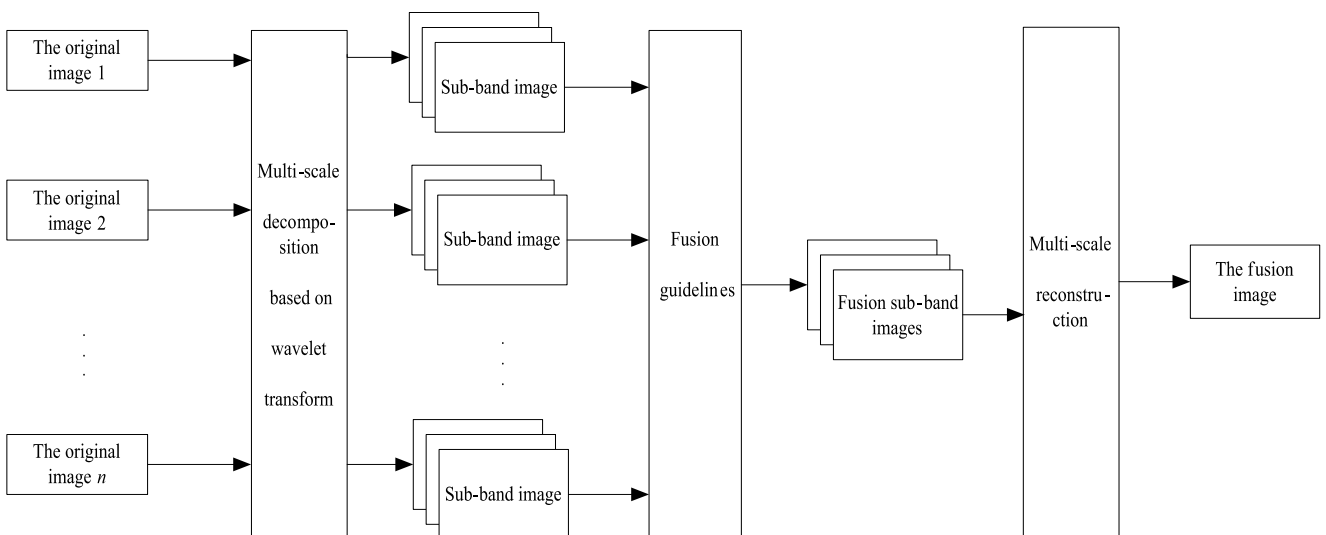 The original
image 1
The original
image 2
The original
image n
Multi-scale
decompo-
sition
based on
wavelet
transform
Sub-band image
Sub-band image
Sub-band image
Fusion
guidelines
Fusion sub-band
images
Multi-scale
reconstru-
ction
The fusion
image